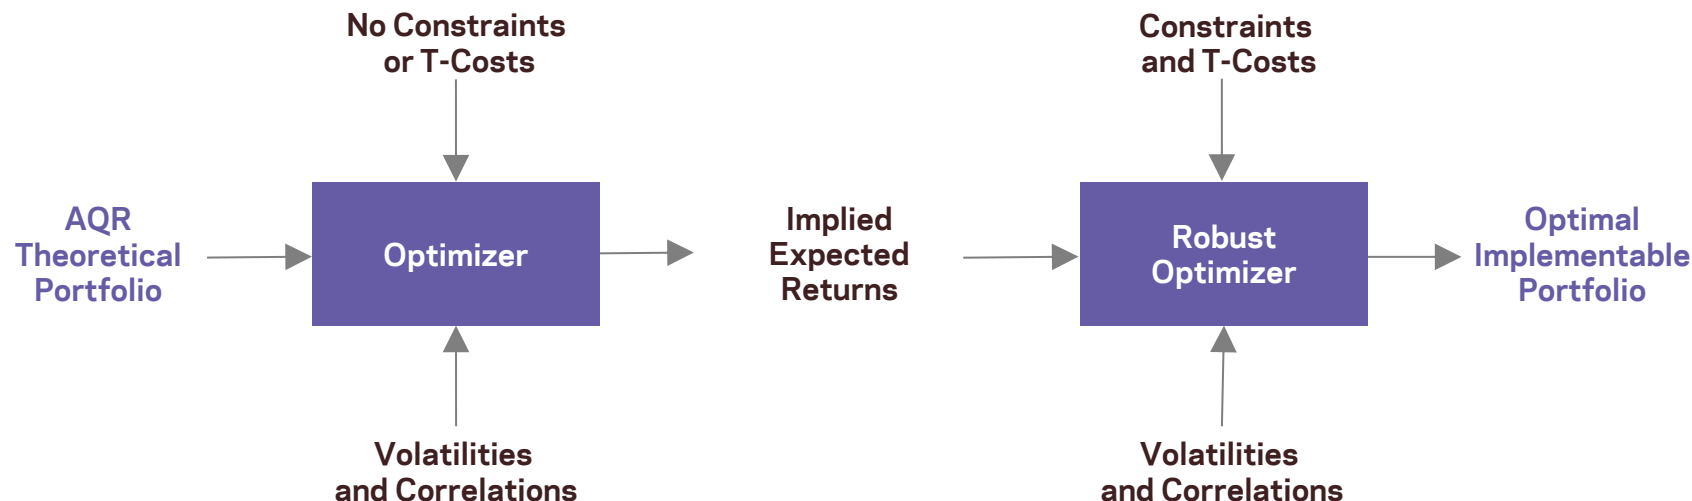 No Constraints
or T-Costs
Constraints
and T-Costs
AQR
Theoretical
Portfolio
Optimizer
Implied
Expected
Returns
Robust
Optimizer
Optimal
Implementable
Portfolio
Volatilities
and Correlations
Volatilities
and Correlations